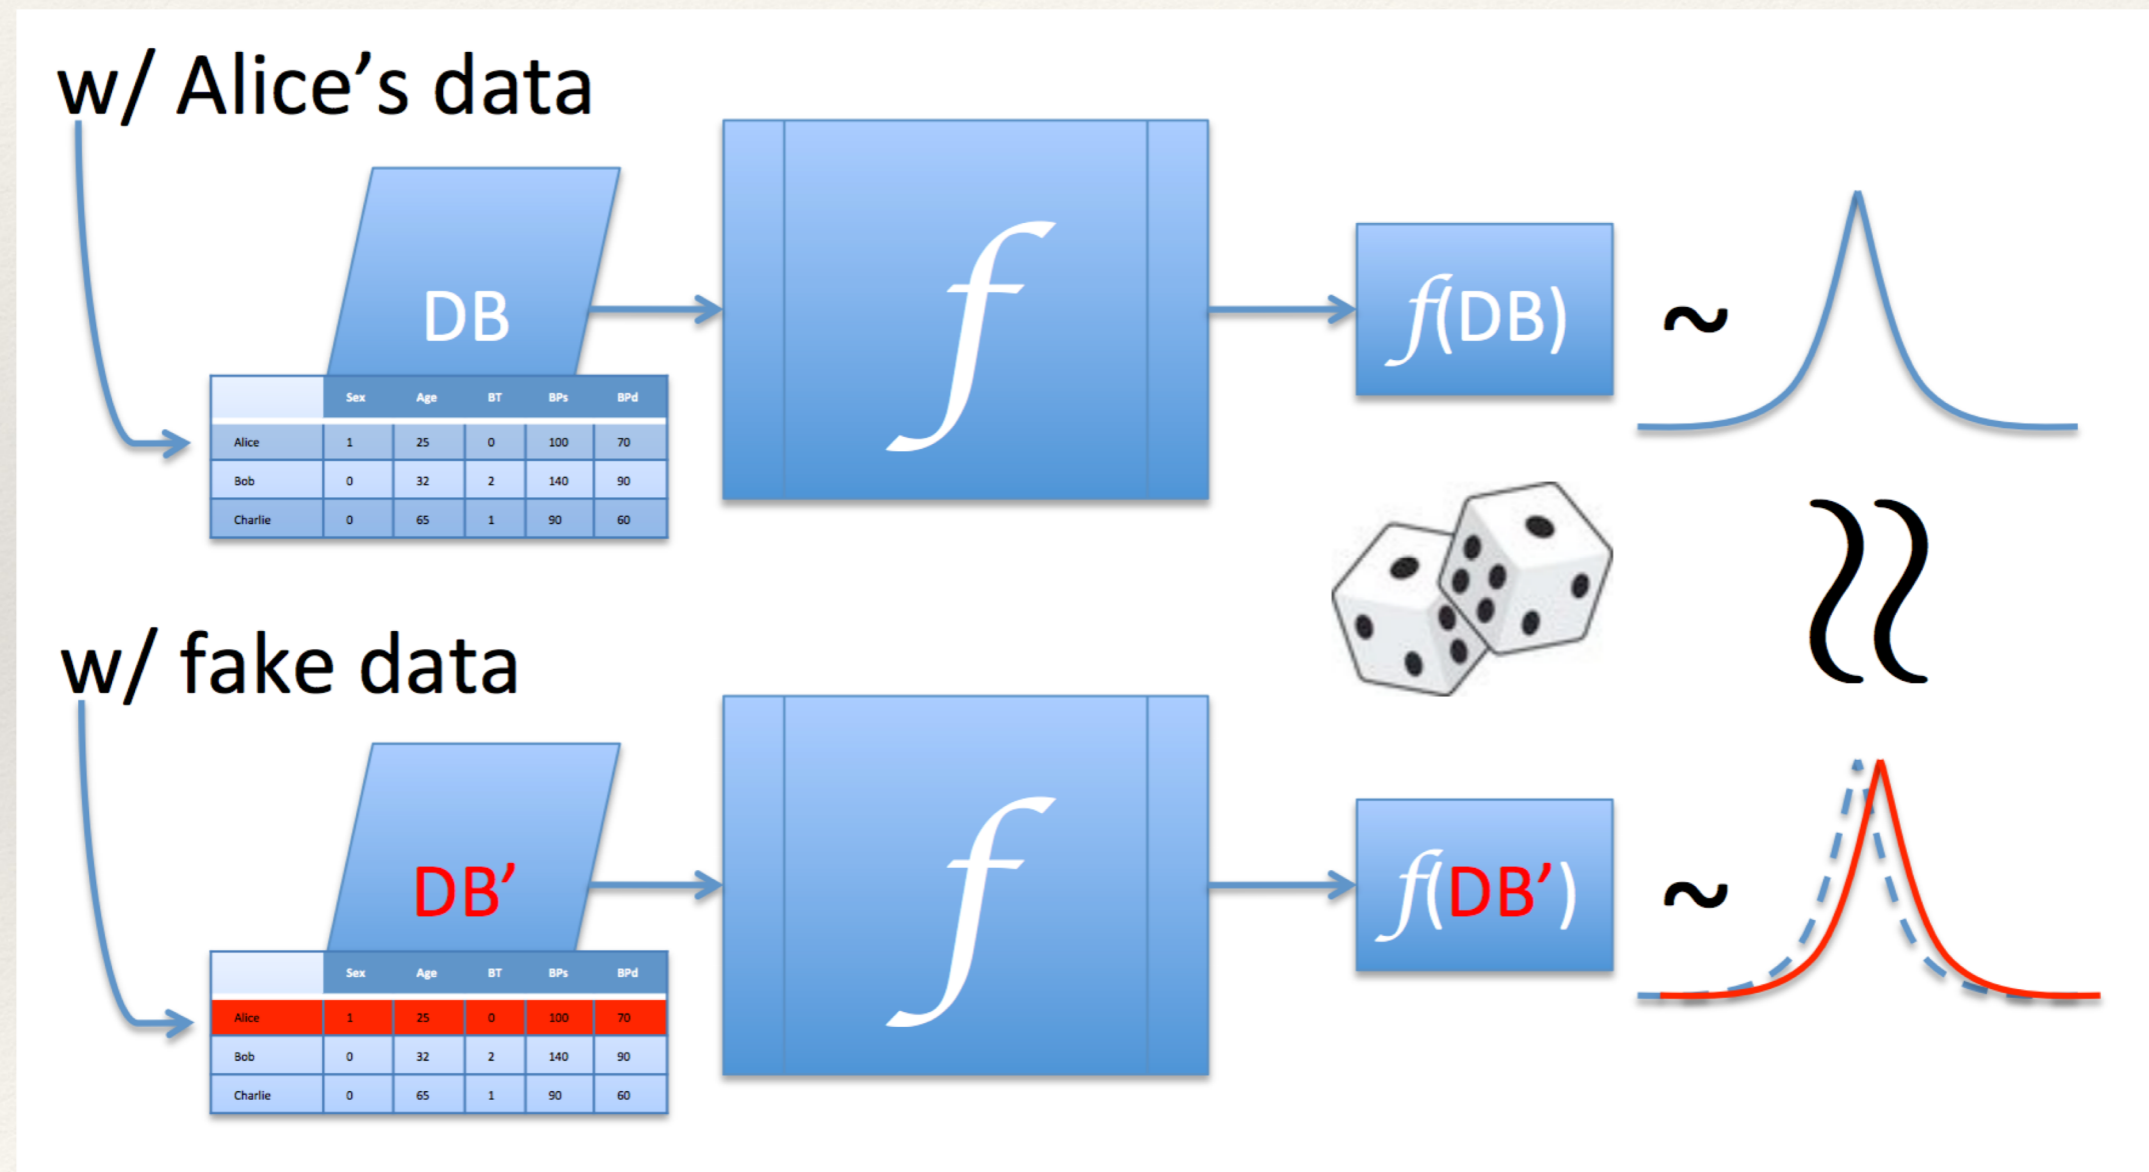 w/ Alice’s data
DB
f
f(DB)
~
Sex Age BT BPs BPd
Alice 1 25 0 100 70
Bob 0 32 2 140 90
Charlie 0 65 1 90 60
≈
w/ fake data
DB’
f
f(DB’)
~
Sex Age BT BPs BPd
Alice 1 25 0 100 70
Bob 0 32 2 140 90
Charlie 0 65 1 90 60